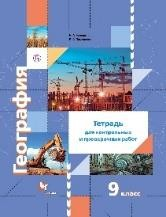 География
Тетрадь
для контрольных
и проверочных работ
9 класс